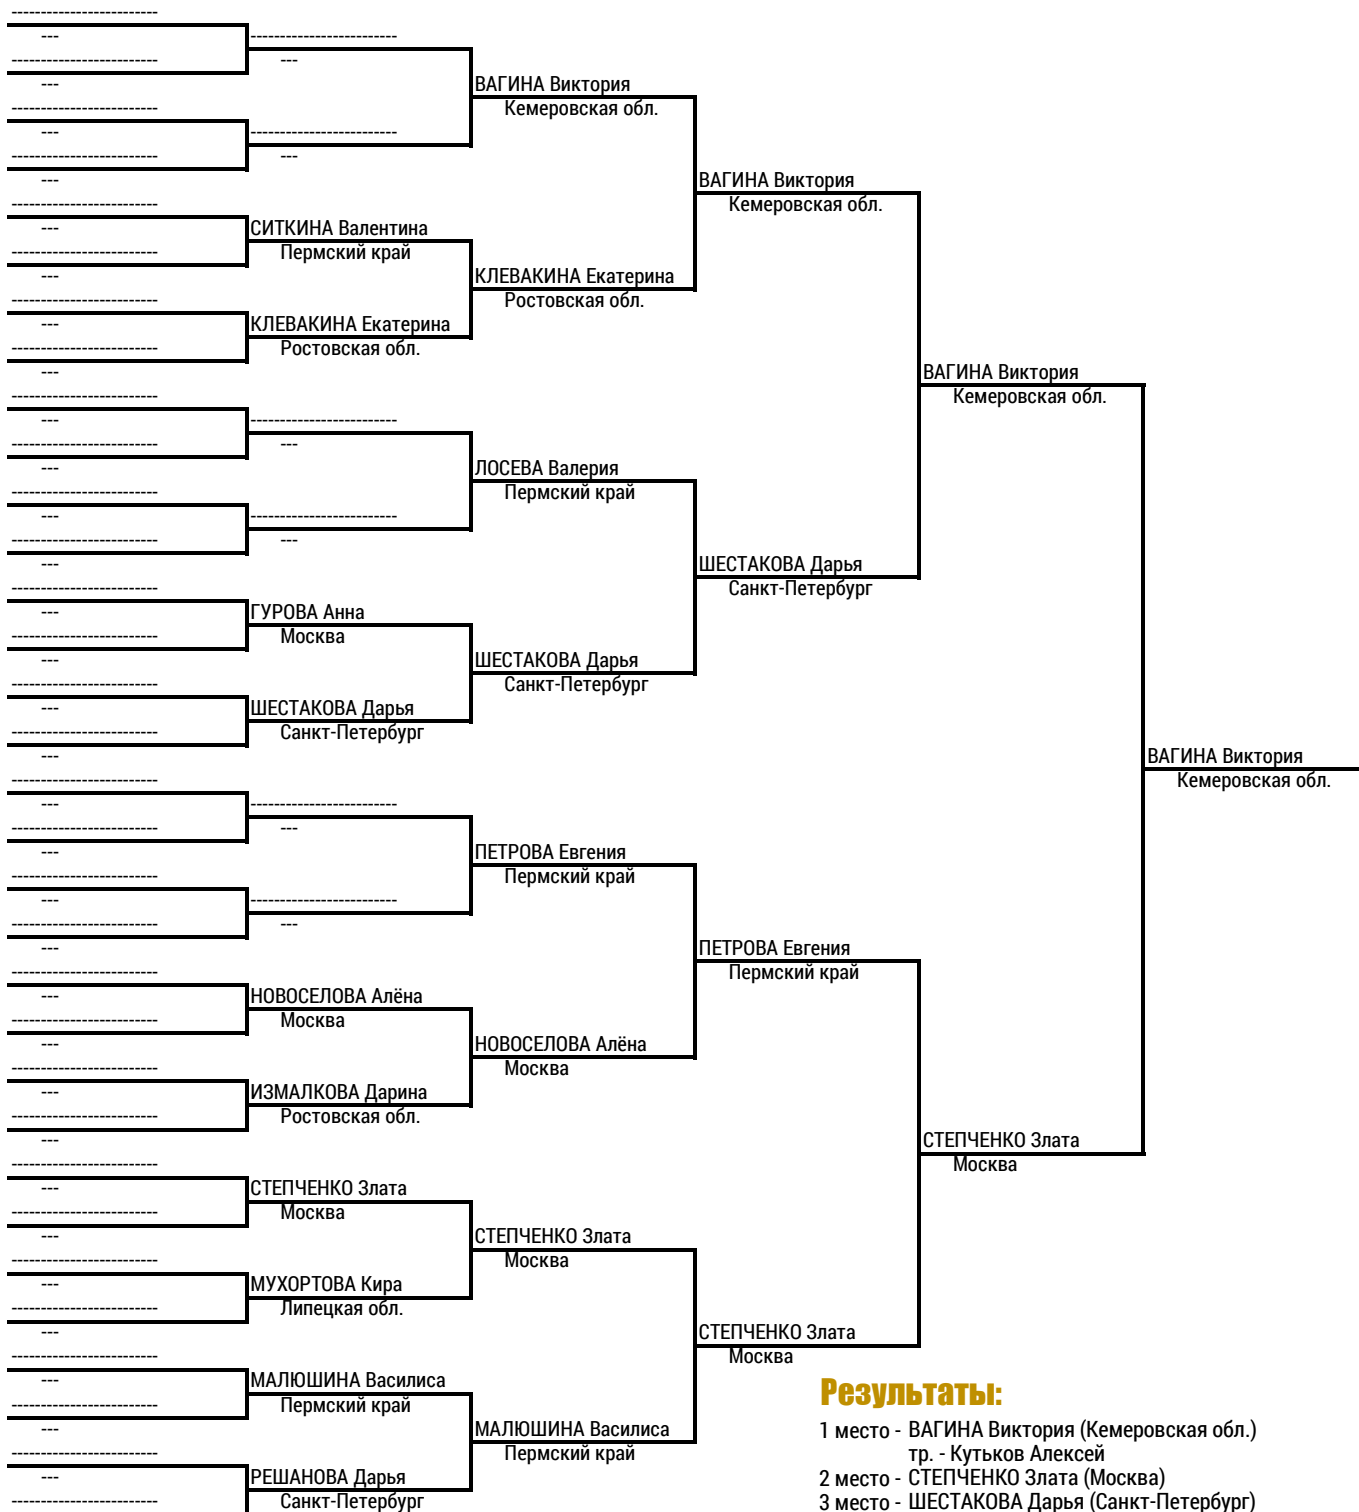 -------------------------
---
-------------------------
---
-------------------------
---
-------------------------
---
-------------------------
---
-------------------------
---
-------------------------
---
-------------------------
---
-------------------------
---
-------------------------
---
-------------------------
---
-------------------------
---
-------------------------
---
-------------------------
---
-------------------------
---
-------------------------
---
-------------------------
---
-------------------------
---
-------------------------
---
-------------------------
---
-------------------------
---
-------------------------
---
-------------------------
---
-------------------------
---
-------------------------
---
-------------------------
---
-------------------------
---
-------------------------
---
-------------------------
---
-------------------------
---
-------------------------
---
-------------------------
---
-------------------------
---
-------------------------
-------------------------
---
-------------------------
---
СИТКИНА Валентина
Пермский край
КЛЕВАКИНА Екатерина
Ростовская обл.
-------------------------
---
-------------------------
---
ГУРОВА Анна
Москва
ШЕСТАКОВА Дарья
Санкт-Петербург
-------------------------
---
-------------------------
---
НОВОСЕЛОВА Алёна
Москва
ИЗМАЛКОВА Дарина
Ростовская обл.
СТЕПЧЕНКО Злата
Москва
МУХОРТОВА Кира
Липецкая обл.
МАЛЮШИНА Василиса
Пермский край
РЕШАНОВА Дарья
Санкт-Петербург
ВАГИНА Виктория
Кемеровская обл.
КЛЕВАКИНА Екатерина
Ростовская обл.
ЛОСЕВА Валерия
Пермский край
ШЕСТАКОВА Дарья
Санкт-Петербург
ПЕТРОВА Евгения
Пермский край
НОВОСЕЛОВА Алёна
Москва
СТЕПЧЕНКО Злата
Москва
МАЛЮШИНА Василиса
Пермский край
ВАГИНА Виктория
Кемеровская обл.
ШЕСТАКОВА Дарья
Санкт-Петербург
ПЕТРОВА Евгения
Пермский край
СТЕПЧЕНКО Злата
Москва
ВАГИНА Виктория
Кемеровская обл.
СТЕПЧЕНКО Злата
Москва
ВАГИНА Виктория
Кемеровская обл.
Результаты:
1 место - ВАГИНА Виктория (Кемеровская обл.)
тр. - Кутьков Алексей
2 место - СТЕПЧЕНКО Злата (Москва)
3 место - ШЕСТАКОВА Дарья (Санкт-Петербург)